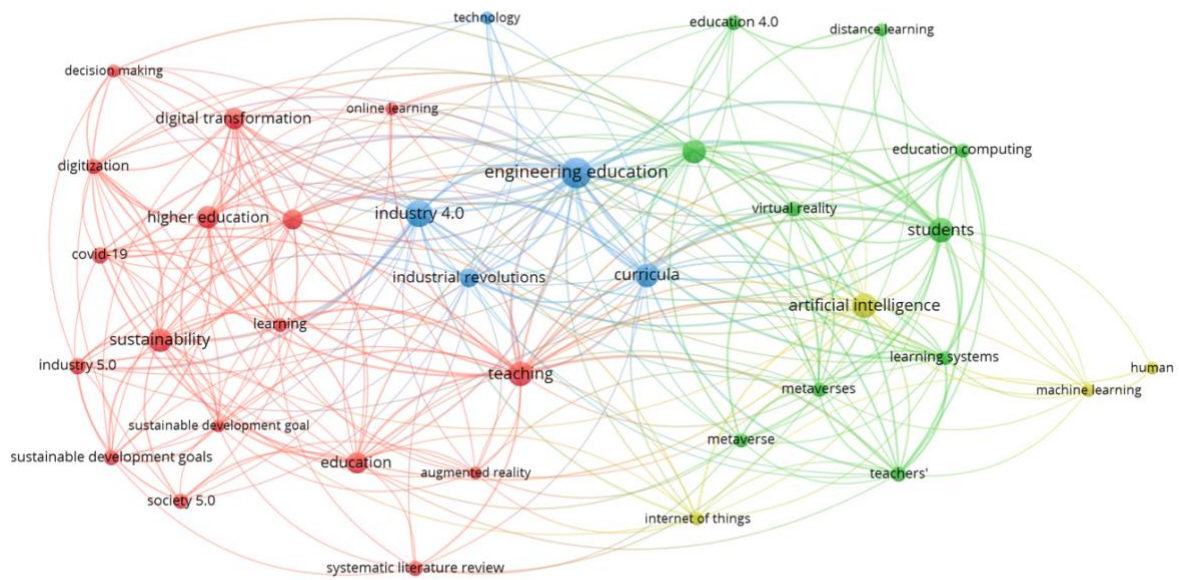 technology
education 4.0
distance learning
decision making
online learning
digital transformation
education computing
digitization
engineering education
virtual reality
industry 4.0
higher education
students
covid-19
industrial revolutions
curricula
artificial intelligence
learning
sustainability
learning systems
industry 5.0
human
teaching
metaverses
machine learning
sustainable development goal
metaverse
sustainable development goals
education
augmented reality
teachers'
society 5.0
internet of things
systematic literature review